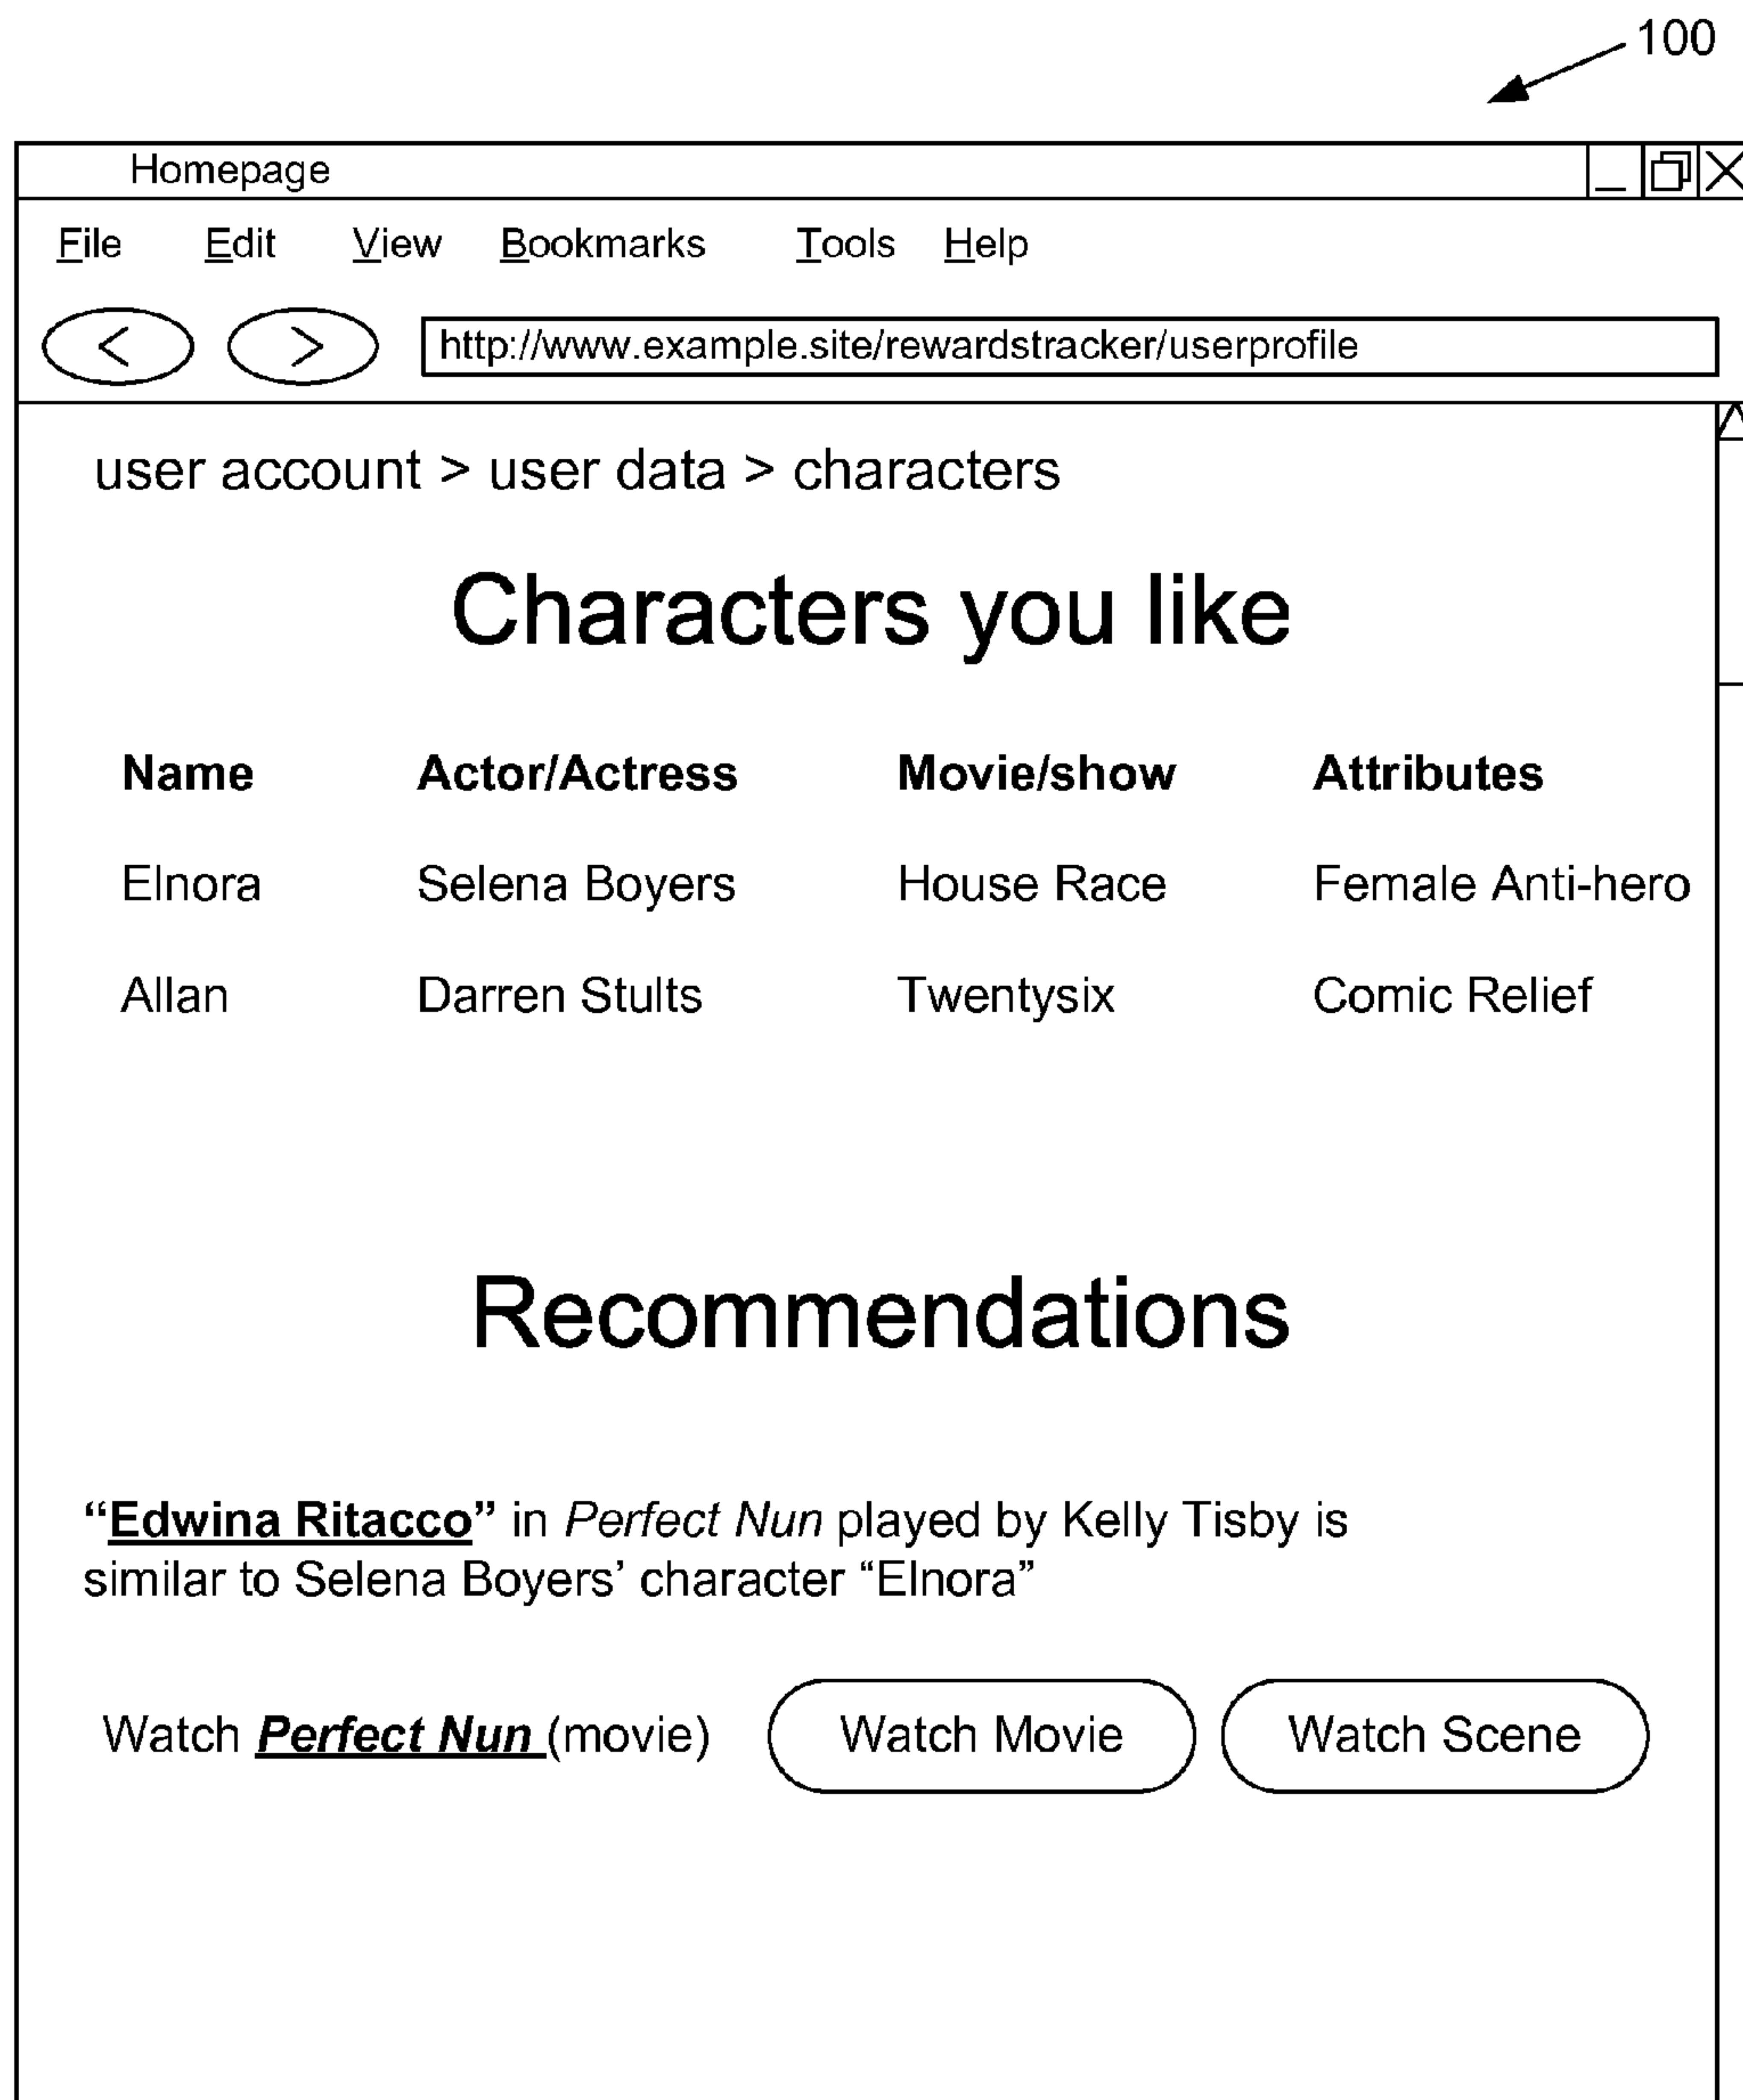 100
Homepage
File Edit View Bookmarks Tools Help
< > http://www.example.site/rewardstracker/userprofile
user account > user data > characters
Characters you like
Name Actor/Actress Movie/show Attributes
Elnora Selena Boyers House Race Female Anti-hero
Allan Darren Stults Twentysix Comic Relief
Recommendations
“Edwina Ritacco” in Perfect Nun played by Kelly Tisby is
similar to Selena Boyers’ character “Elnora”
Watch Perfect Nun (movie) Watch Movie Watch Scene